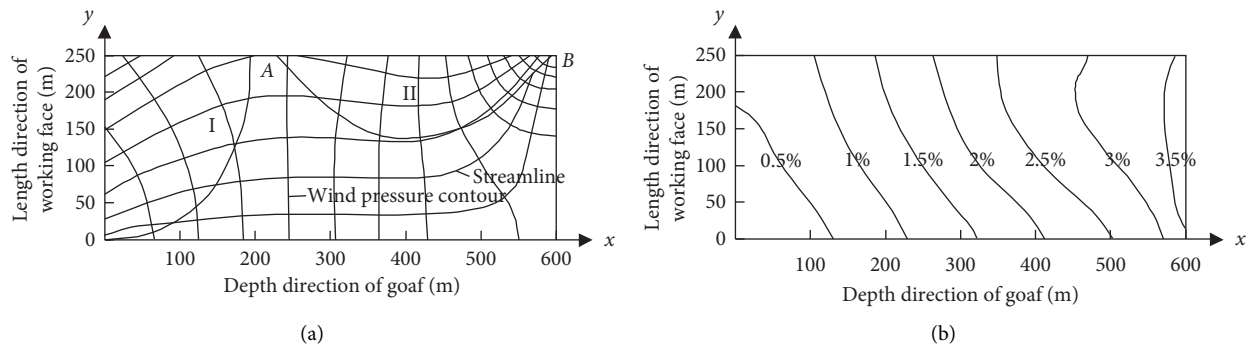 y
250
200
150
100
50
0
Length direction of
working face (m)
A
B
I
II
Streamline
Wind pressure contour
x
100
200
300
400
500
600
Depth direction of goaf (m)
(a)
y
250
200
150
100
50
0
Length direction of
working face (m)
0.5%
1%
1.5%
2%
2.5%
3%
3.5%
x
100
200
300
400
500
600
Depth direction of goaf (m)
(b)